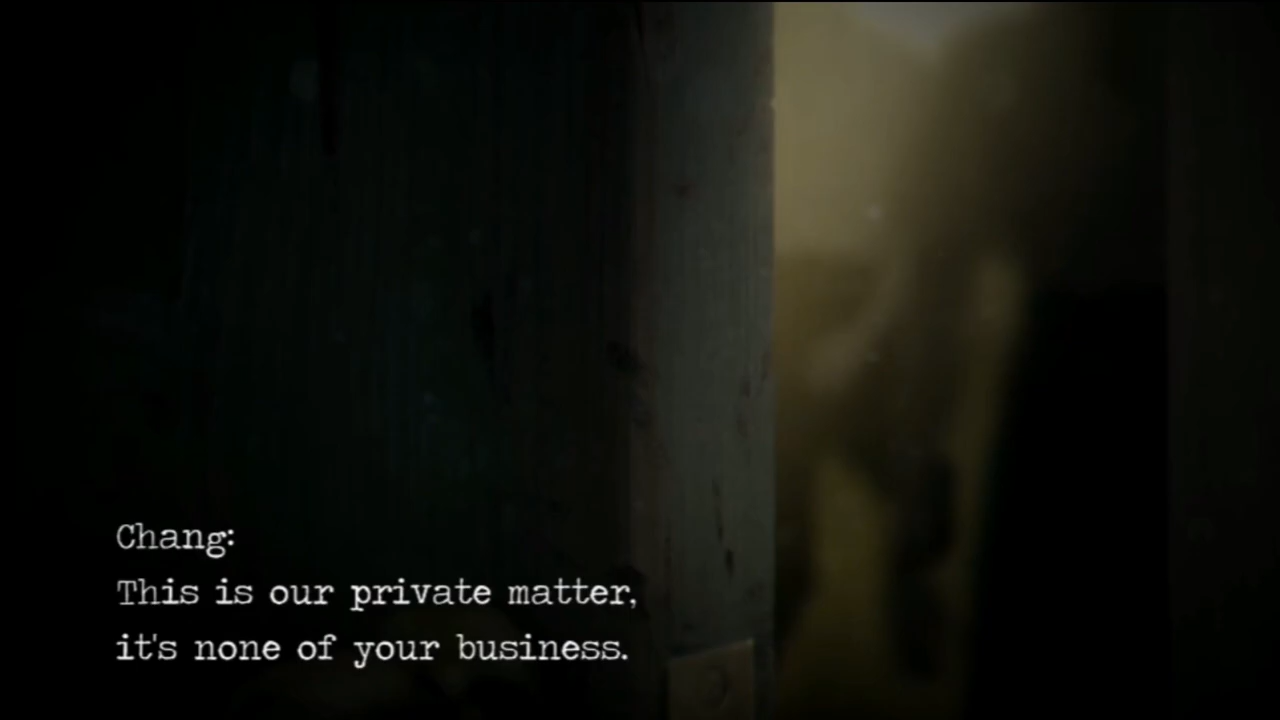 Chang:
This is our private matter,
it's none of your business.